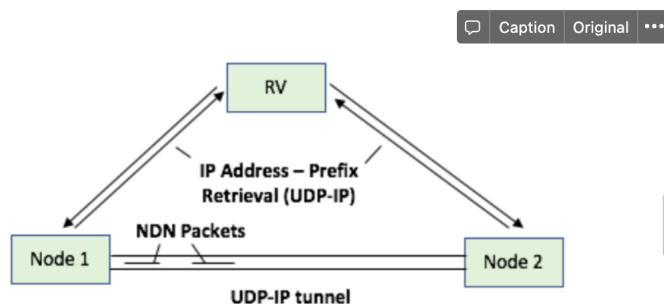 Caption Original
RV
IP Address – Prefix
Retrieval (UDP-IP)
NDN Packets
Node 1
Node 2
UDP-IP tunnel